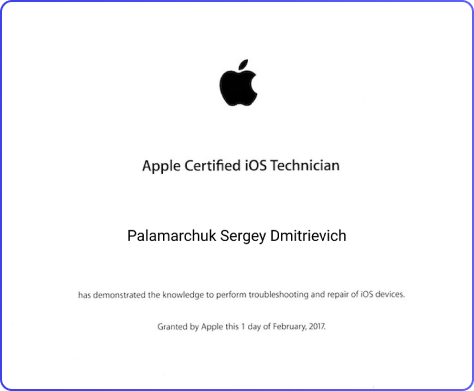 Apple Certified iOS Technician
Palamarchuk Sergey Dmitrievich
has demonstrated the knowledge to perform troubleshooting and repair of iOS devices.
Granted by Apple this 1 day of February, 2017.